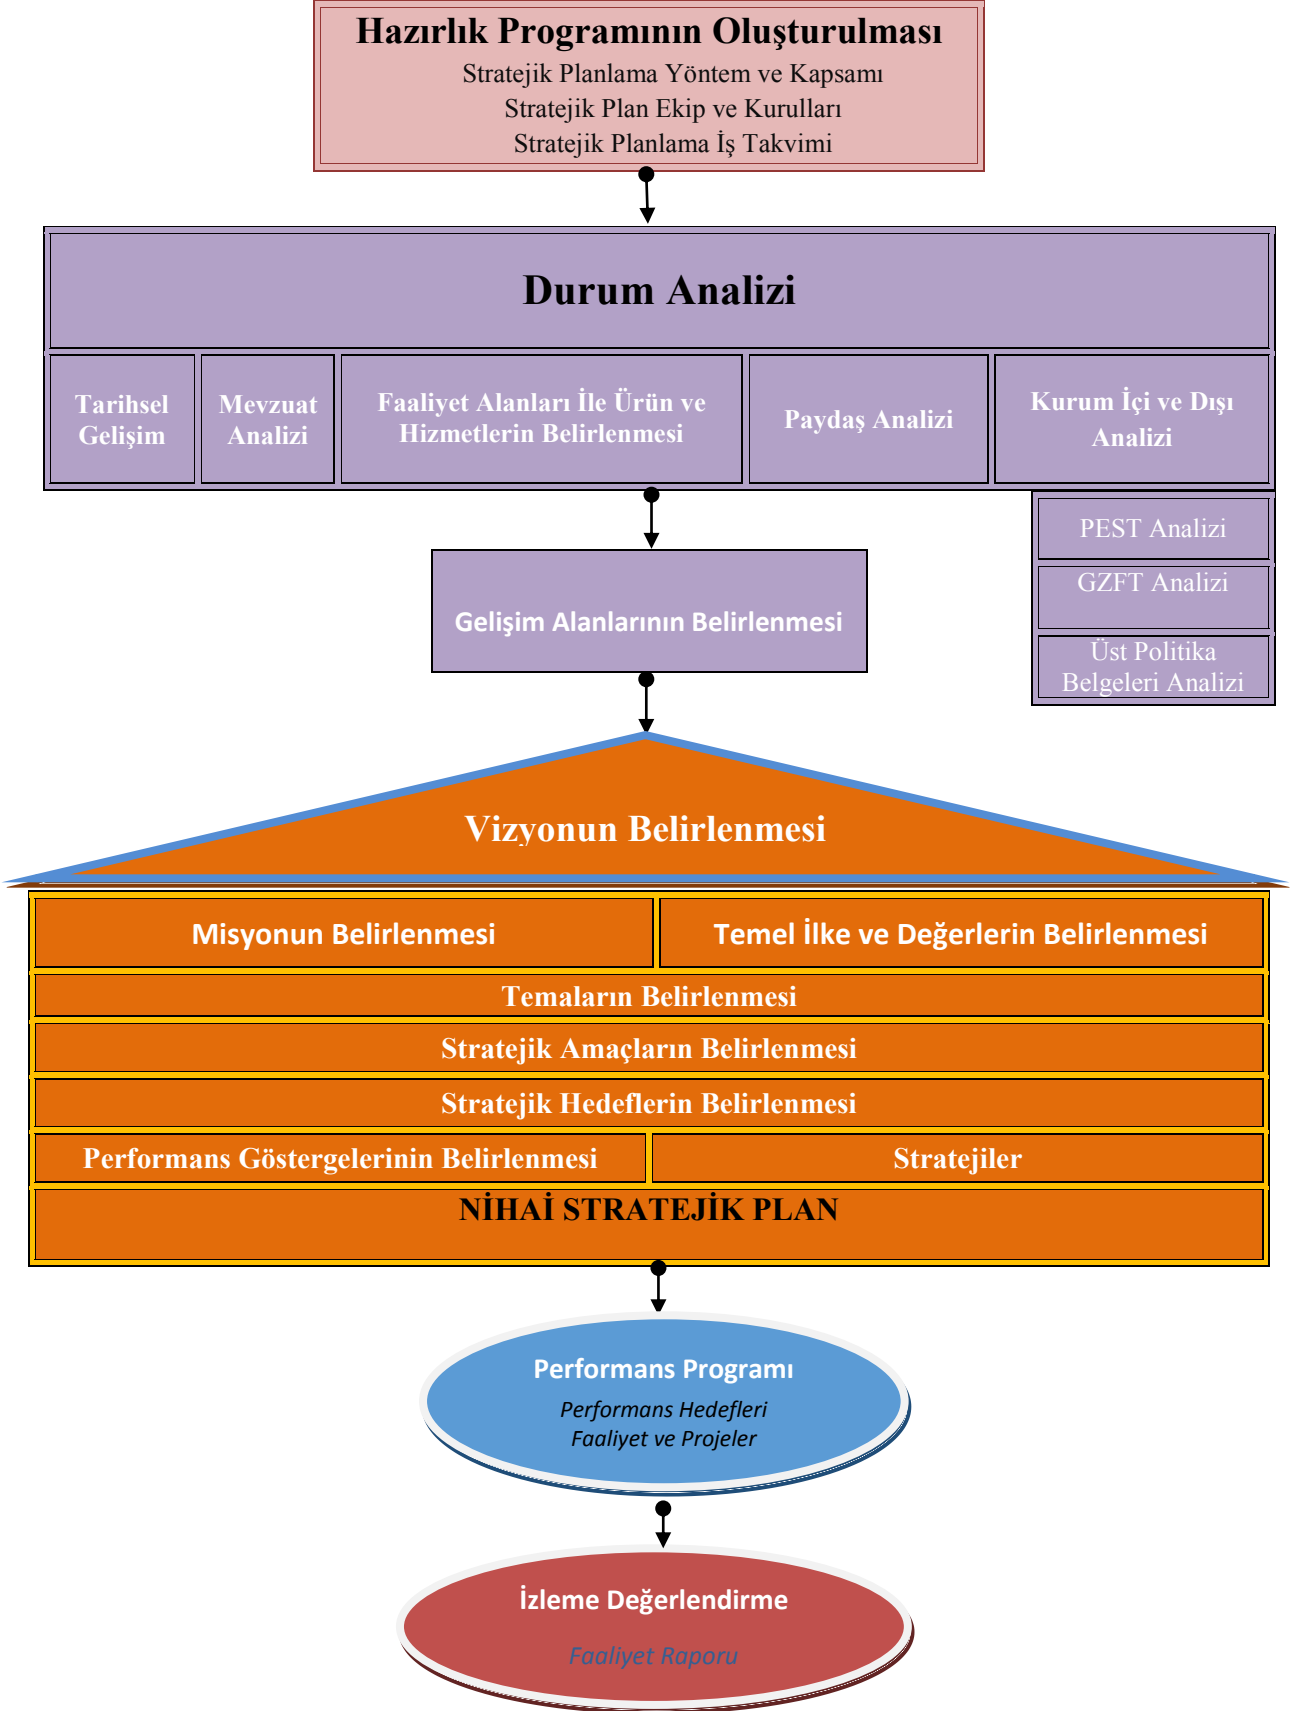 Hazırlık Programının Oluşturulması
Stratejik Planlama Yöntem ve Kapsamı
Stratejik Plan Ekip ve Kurulları
Stratejik Planlama İş Takvimi
Durum Analizi
Tarihsel
Gelişim
Mevzuat
Analizi
Faaliyet Alanları İle Ürün ve
Hizmetlerin Belirlenmesi
Paydaş Analizi
Kurum İçi ve Dışı
Analizi
PEST Analizi
GZFT Analizi
Üst Politika
Belgeleri Analizi
Gelişim Alanlarının Belirlenmesi
Vizyonun Belirlenmesi
Misyonun Belirlenmesi
Temel İlke ve Değerlerin Belirlenmesi
Temaların Belirlenmesi
Stratejik Amaçların Belirlenmesi
Stratejik Hedeflerin Belirlenmesi
Performans Göstergelerinin Belirlenmesi
Stratejiler
NİHAİ STRATEJİK PLAN
Performans Programı
Performans Hedefleri
Faaliyet ve Projeler
İzleme Değerlendirme
Faaliyet Raporu